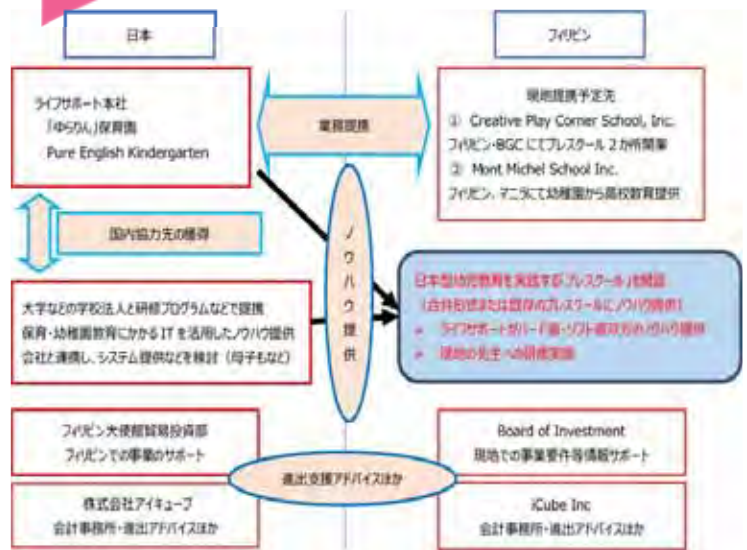 日本
フィリピン
ライフサポート本社
「ゆらりん」保育園
Pure English Kindergarten
業務提携
現地提携予定先
① Creative Play Corner School, Inc.
フィリピン・BGC にてプレスクール 2 か所開業
② Mont Michel School Inc.
フィリピン、マニラにて幼稚園から高校教育提供
国内協力先の獲得
ノウハウ提供
大学などの学校法人と研修プログラムなどで提携
保育・幼稚園教育にかかる IT を活用したノウハウ提供
会社と連携し、システム提供などを検討（母子もなど）
日本型幼児教育を実践する「プレスクール」を開設
（合弁形式または既存のプレスクールにノウハウ提供）
➢ ライフサポートがハード面・ソフト面双方のノウハウ提供
➢ 現地の先生への研修実施
フィリピン大使館貿易投資部
フィリピンでの事業のサポート
Board of Investment
現地での事業要件等情報サポート
進出支援アドバイスほか
株式会社アイキューブ
会計事務所・進出アドバイスほか
iCube Inc
会計事務所・進出アドバイスほか